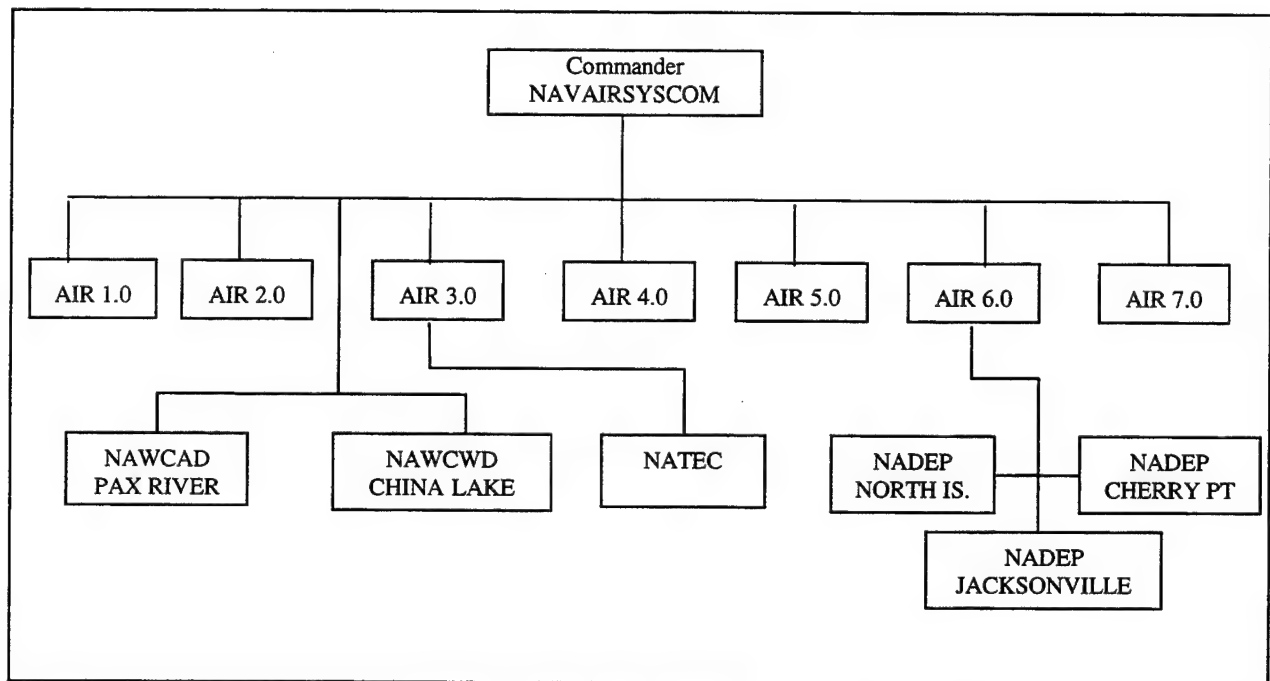 Commander
NAVAIRSYSCOM
AIR 1.0
AIR 2.0
AIR 3.0
AIR 4.0
AIR 5.0
AIR 6.0
AIR 7.0
NAWCAD
PAX RIVER
NAWCWD
CHINA LAKE
NATEC
NADEP
NORTH IS.
NADEP
CHERRY PT
NADEP
JACKSONVILLE